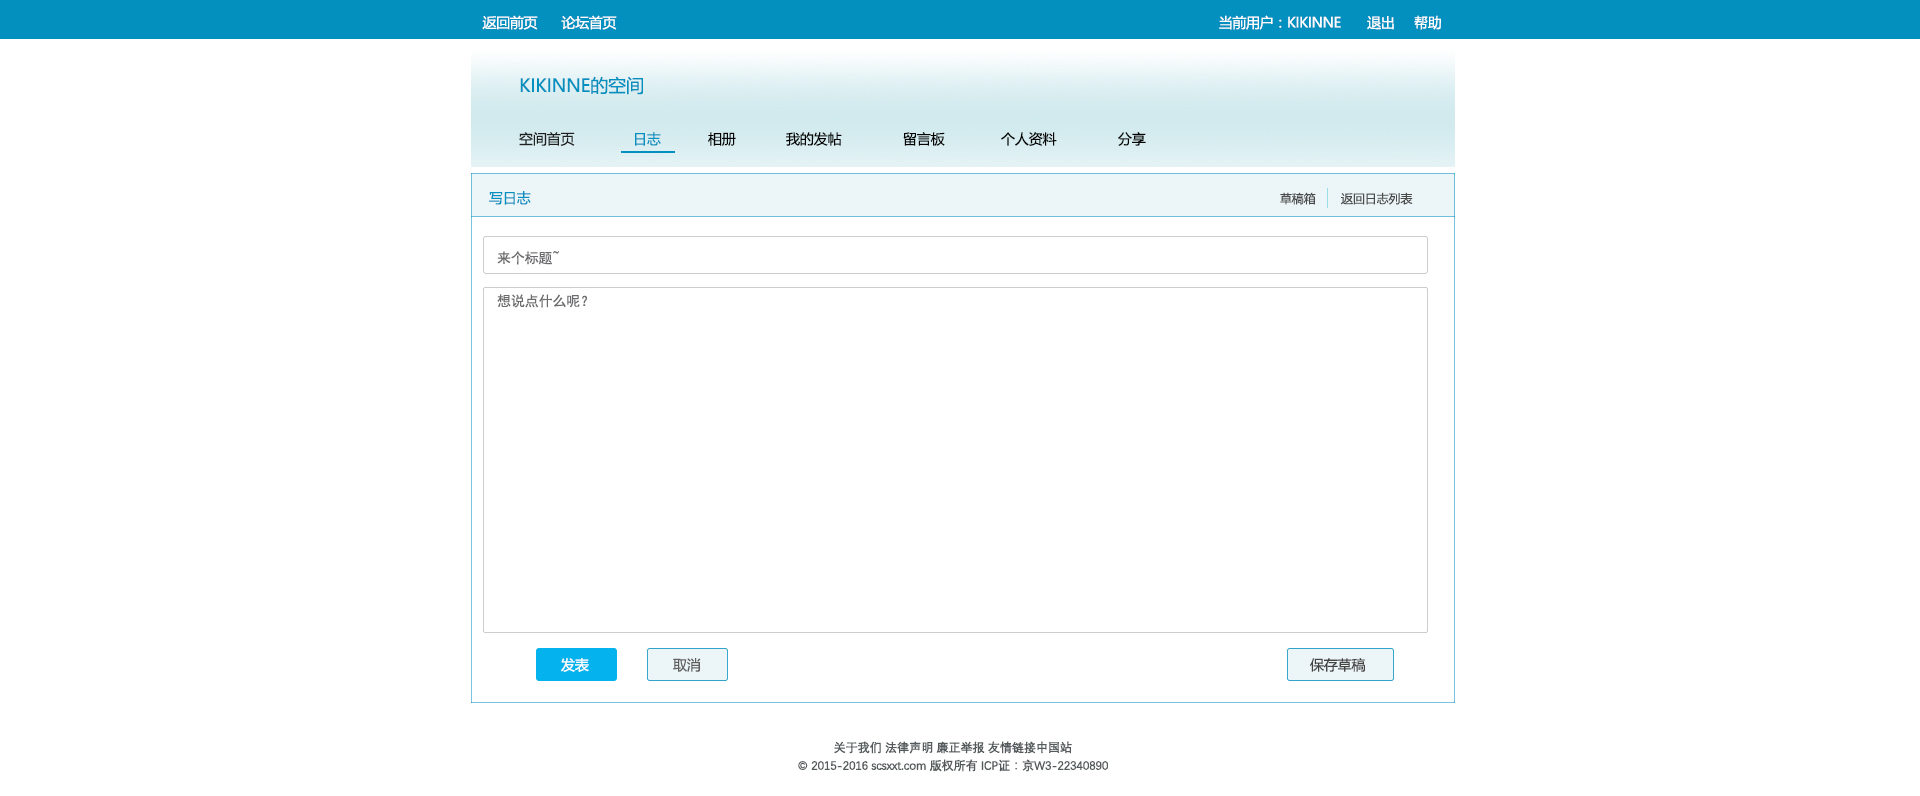 返回前页 论坛首页 当前用户：KIKINNE 退出 帮助
KIKINNE的空间
空间首页 日志 相册 我的发帖 留言板 个人资料 分享
写日志 草稿箱 返回日志列表
来个标题~
想说点什么呢？
发表 取消 保存草稿
关于我们 法律声明 廉正举报 友情链接中国站
© 2015-2016 scsxxt.com 版权所有 ICP证：京W3-22340890